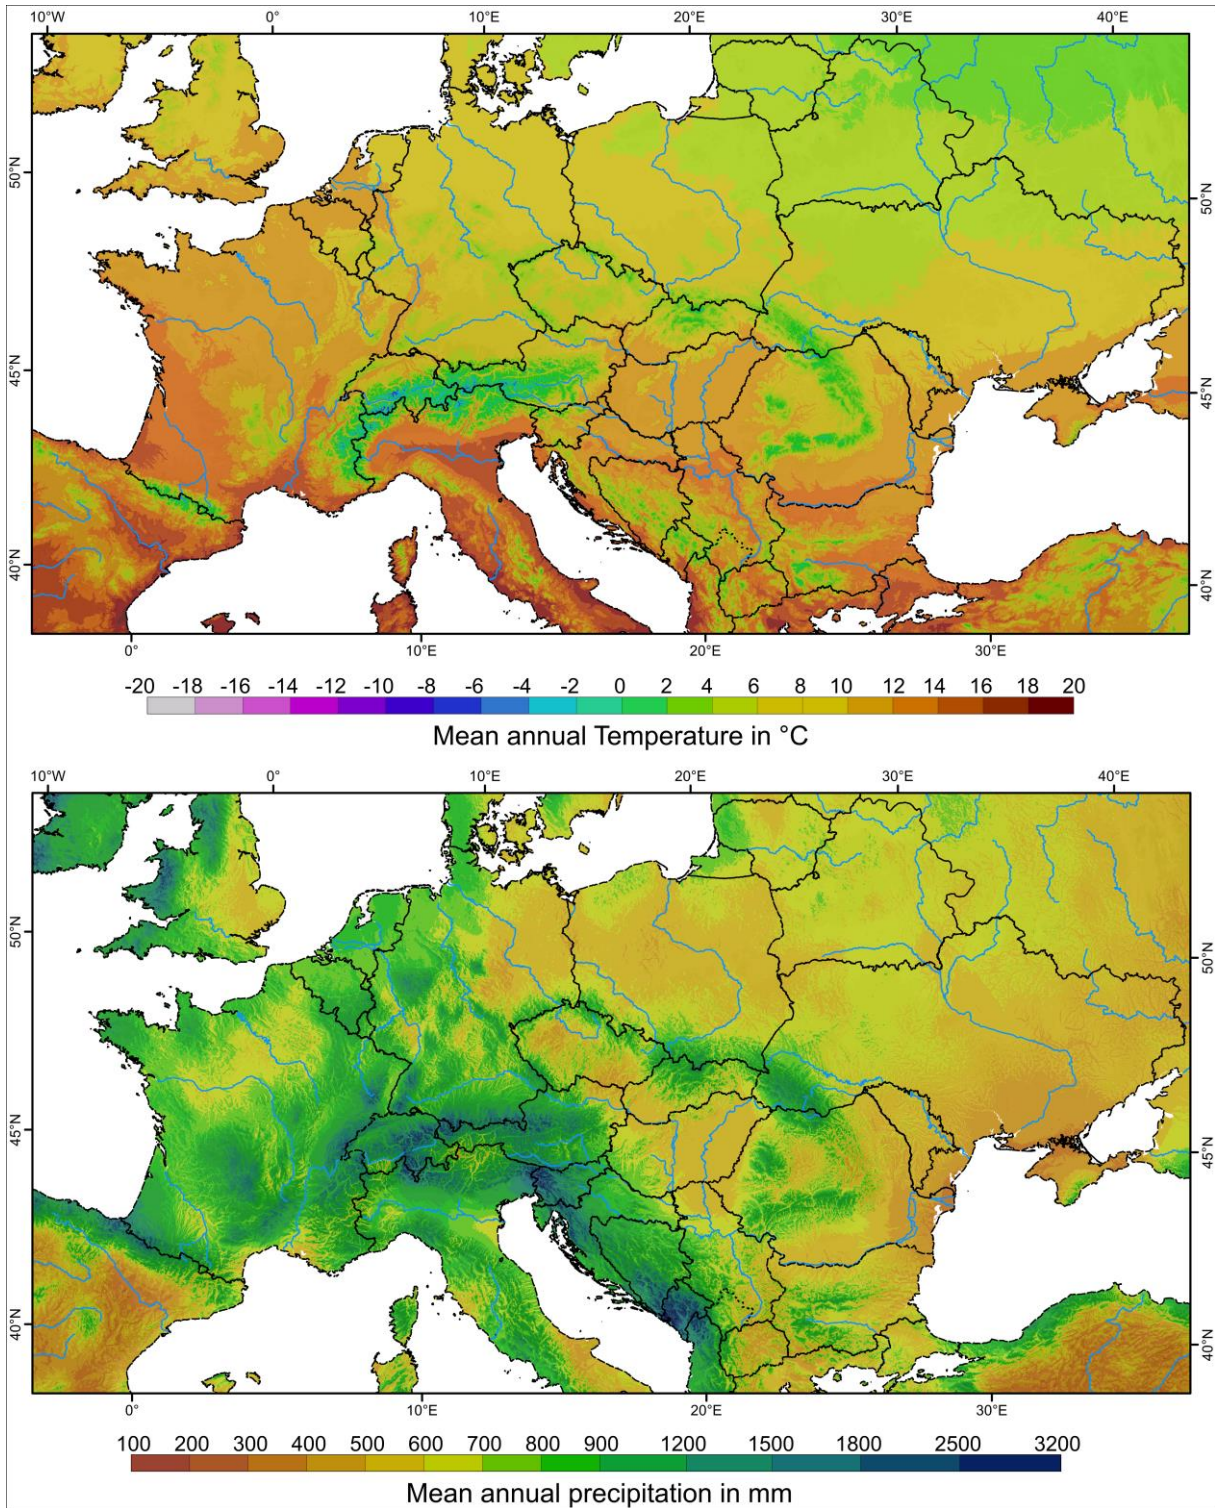 10°W 0° 10°E 20°E 30°E 40°E
50°N 50°N
45°N 45°N
40°N 40°N
0° 10°E 20°E 30°E
-20 -18 -16 -14 -12 -10 -8 -6 -4 -2 0 2 4 6 8 10 12 14 16 18 20
Mean annual Temperature in °C
10°W 0° 10°E 20°E 30°E 40°E
50°N 50°N
45°N 45°N
40°N 40°N
0° 10°E 20°E 30°E
100 200 300 400 500 600 700 800 900 1200 1500 1800 2500 3200
Mean annual precipitation in mm